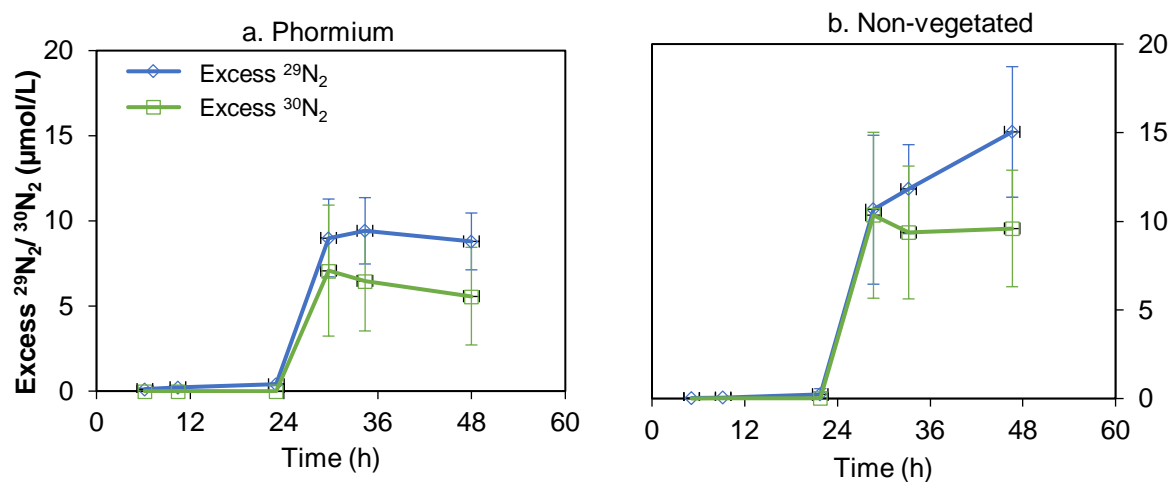 a. Phormium
Excess ²⁹N₂/ ³⁰N₂ (µmol/L)
20
15
10
5
0
Excess ²⁹N₂
Excess ³⁰N₂
0 12 24 36 48 60
Time (h)
b. Non-vegetated
20
15
10
5
0
0 12 24 36 48 60
Time (h)